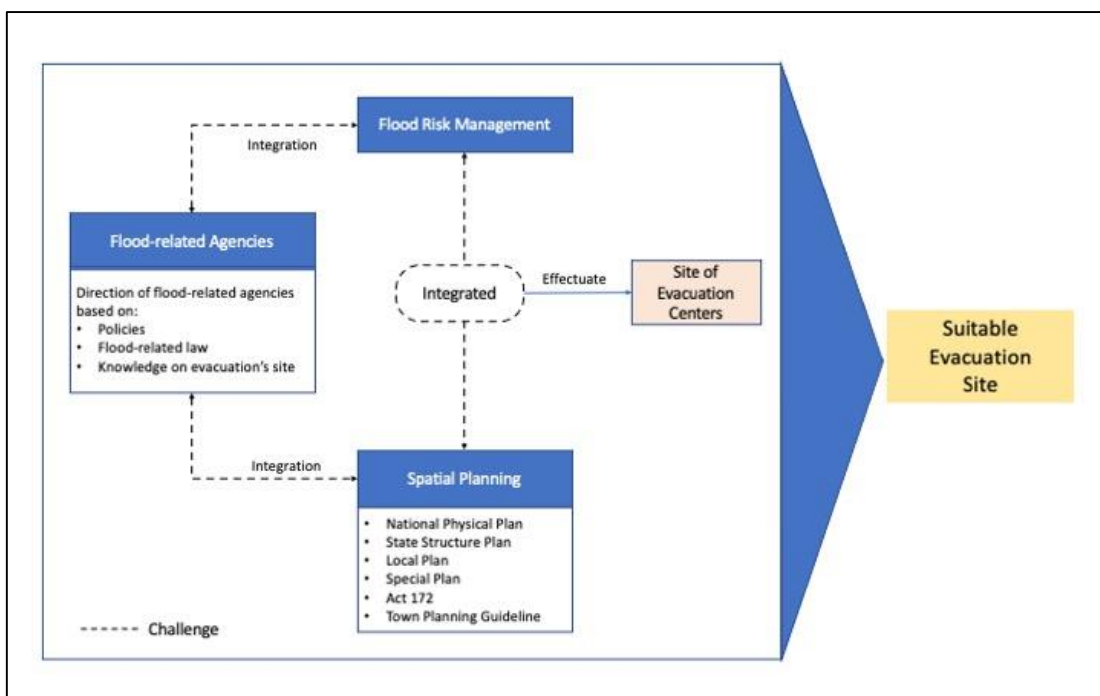 Flood Risk Management
Integration
Flood-related Agencies
Direction of flood-related agencies
based on:
• Policies
• Flood-related law
• Knowledge on evacuation's site
Integrated
Effectuate
Site of
Evacuation
Centers
Suitable
Evacuation
Site
Integration
Spatial Planning
• National Physical Plan
• State Structure Plan
• Local Plan
• Special Plan
• Act 172
• Town Planning Guideline
Challenge